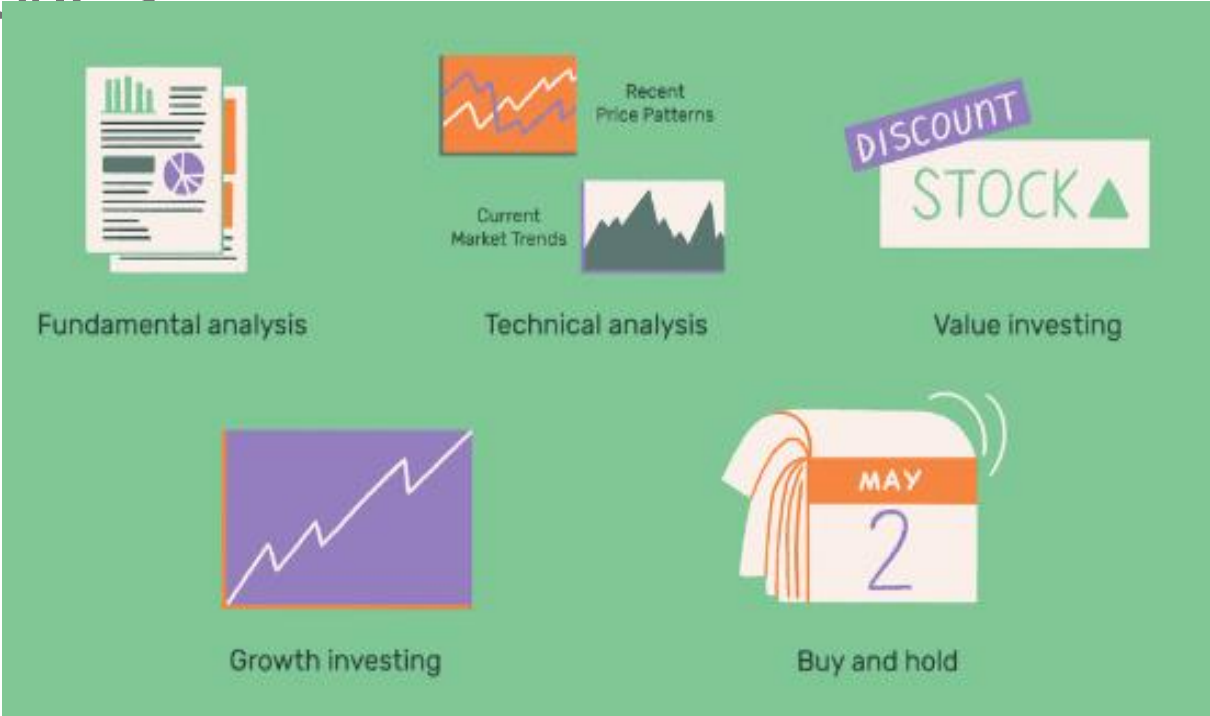 Recent
Price Patterns
DISCOUNT
STOCK
Current
Market Trends
Fundamental analysis
Technical analysis
Value investing
MAY
2
Growth investing
Buy and hold